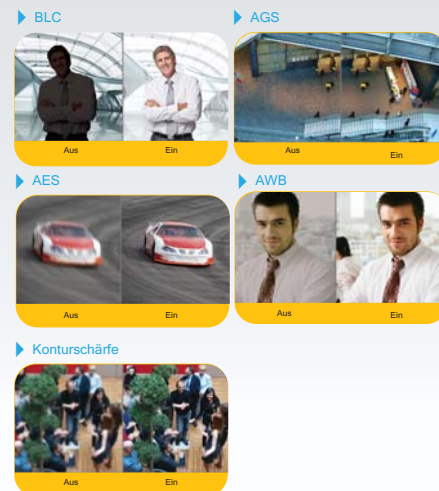 BLC
Aus Ein
AGS
Aus Ein
AES
Aus Ein
AWB
Aus Ein
Konturschärfe
Aus Ein